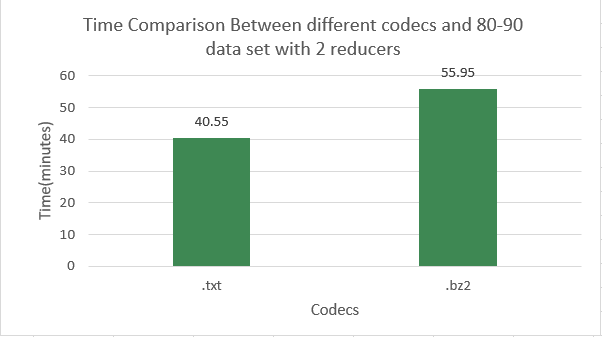 Time Comparison Between different codecs and 80-90
data set with 2 reducers
Time(minutes)
60
50
40
30
20
10
0
40.55
55.95
.txt
.bz2
Codecs